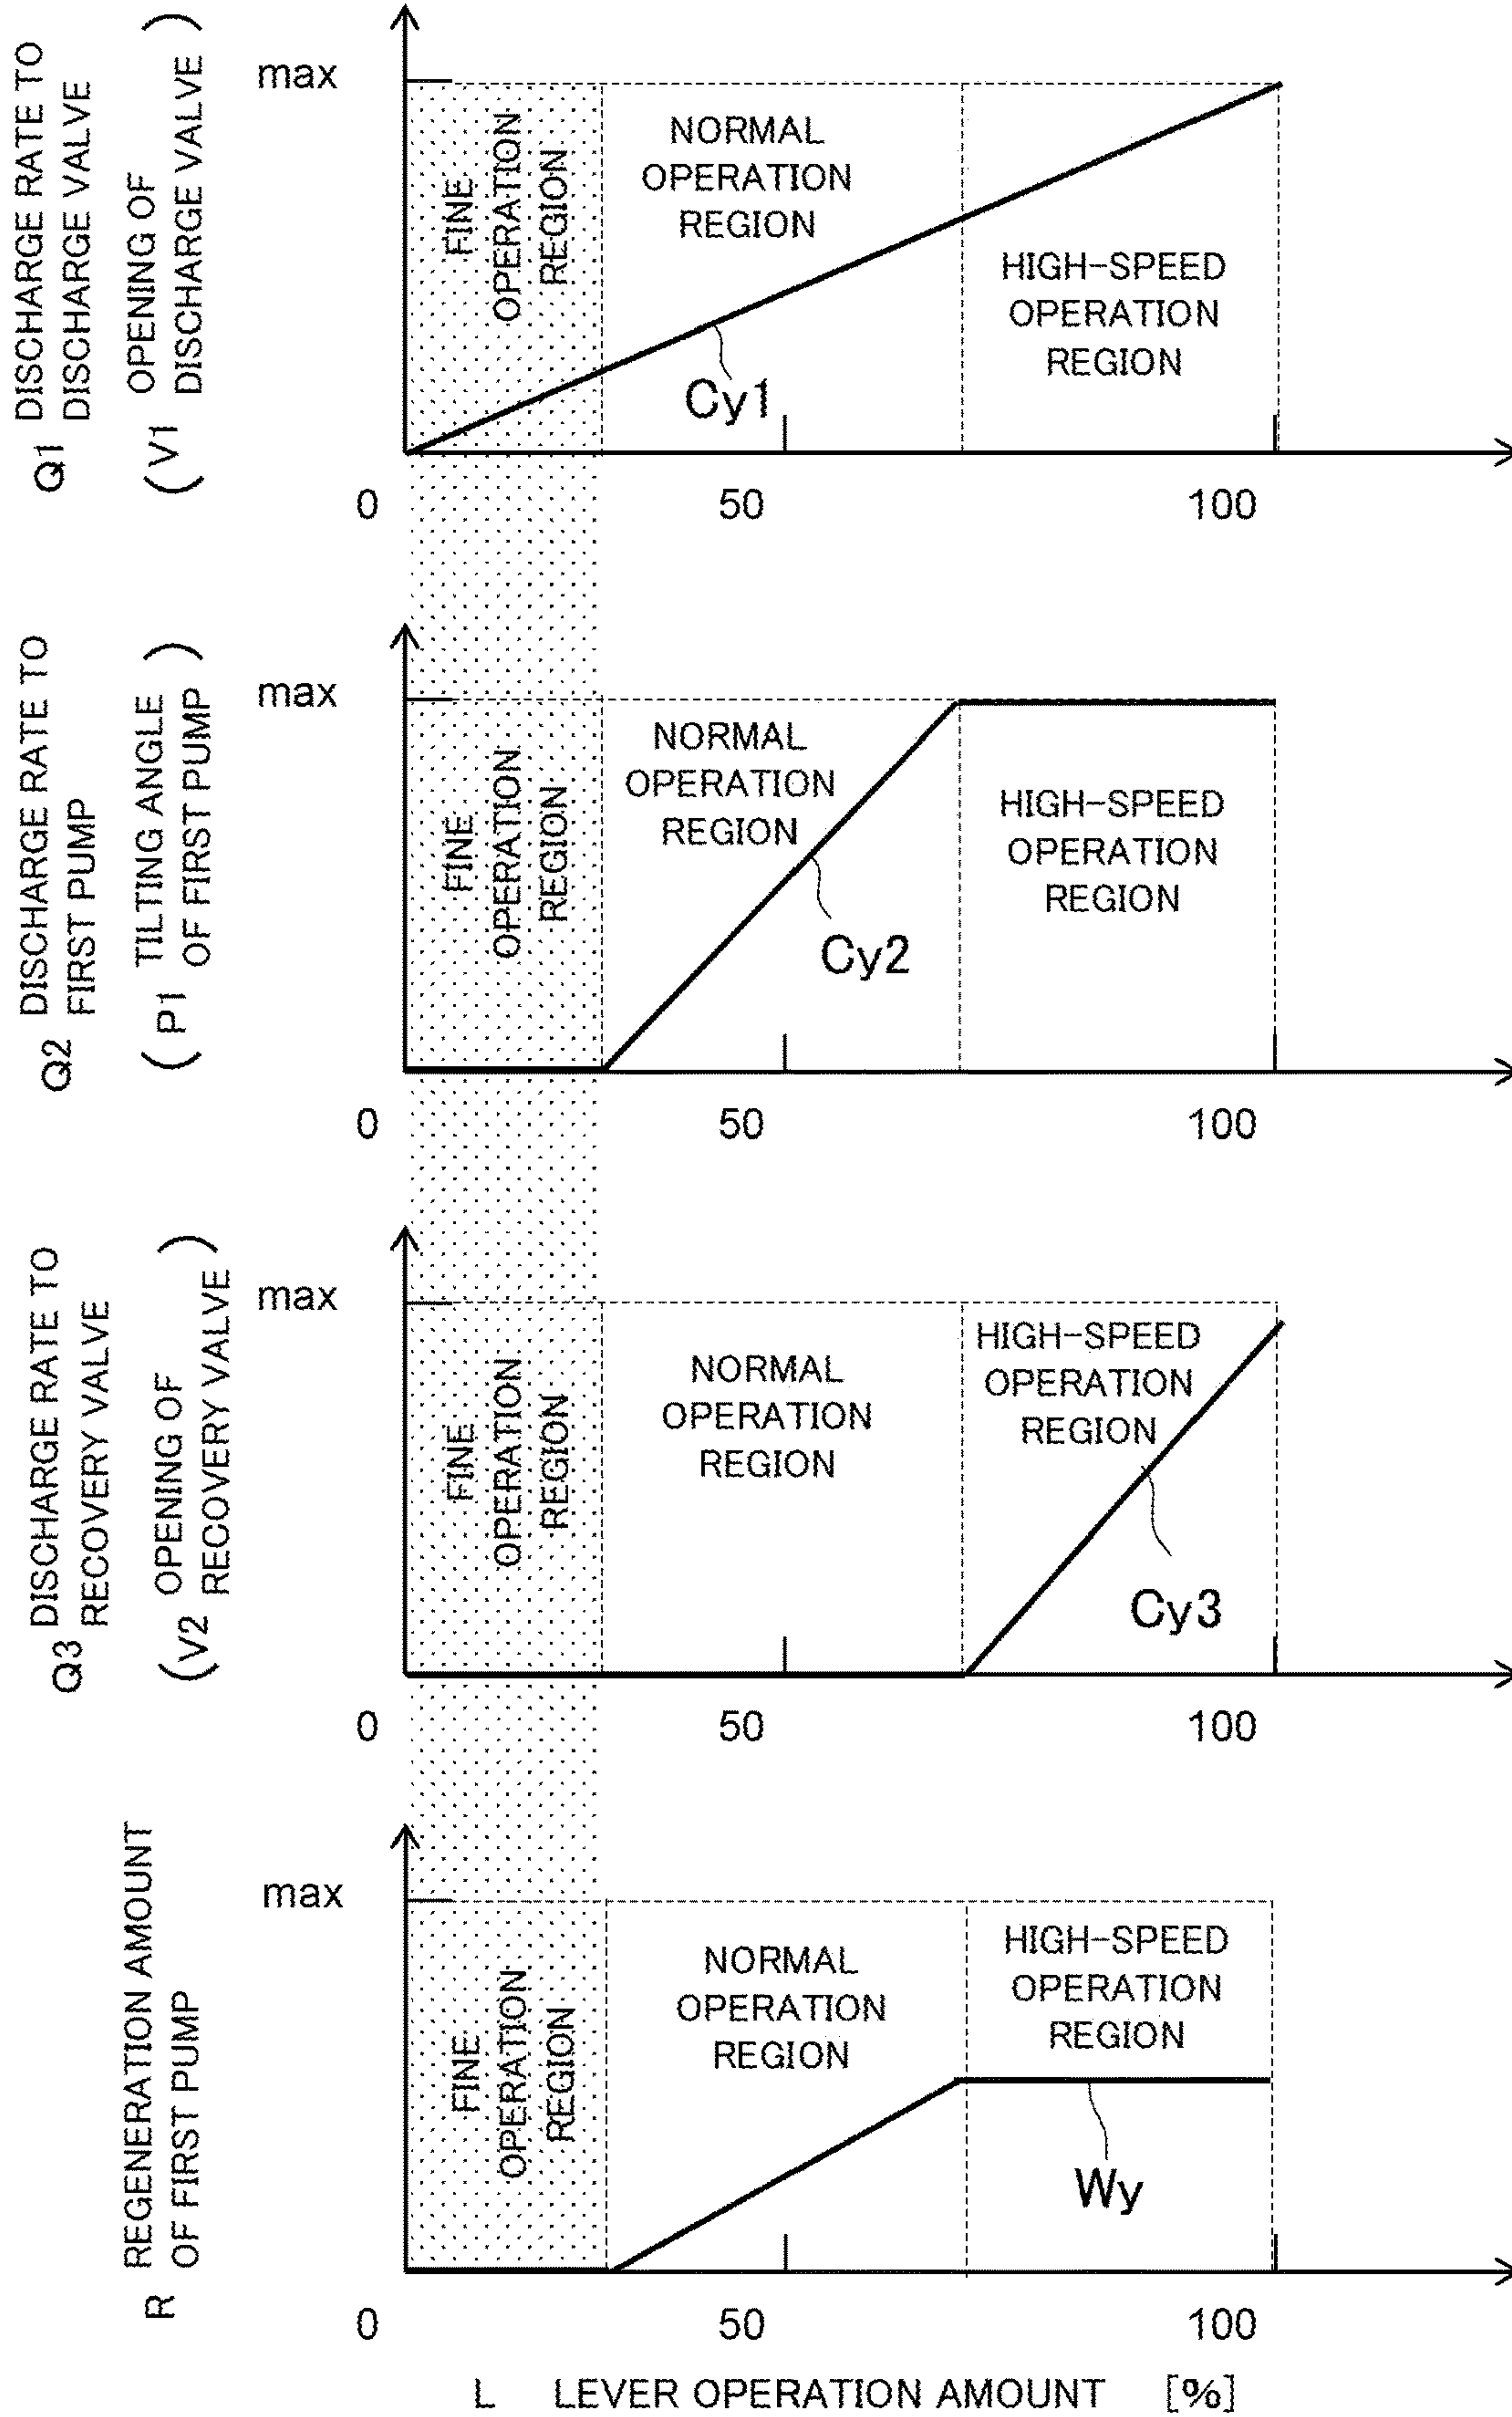 Q1 DISCHARGE RATE TO
DISCHARGE VALVE
(V1 OPENING OF
DISCHARGE VALVE)
max
FINE
OPERATION
REGION
NORMAL
OPERATION
REGION
HIGH-SPEED
OPERATION
REGION
Cy1
0 50 100
Q2 DISCHARGE RATE TO
FIRST PUMP
(P1 TILTING ANGLE
OF FIRST PUMP)
max
FINE
OPERATION
REGION
NORMAL
OPERATION
REGION
HIGH-SPEED
OPERATION
REGION
Cy2
0 50 100
Q3 DISCHARGE RATE TO
RECOVERY VALVE
(V2 OPENING OF
RECOVERY VALVE)
max
FINE
OPERATION
REGION
NORMAL
OPERATION
REGION
HIGH-SPEED
OPERATION
REGION
Cy3
0 50 100
R REGENERATION AMOUNT
OF FIRST PUMP
max
FINE
OPERATION
REGION
NORMAL
OPERATION
REGION
HIGH-SPEED
OPERATION
REGION
Wy
0 50 100
L LEVER OPERATION AMOUNT [%]